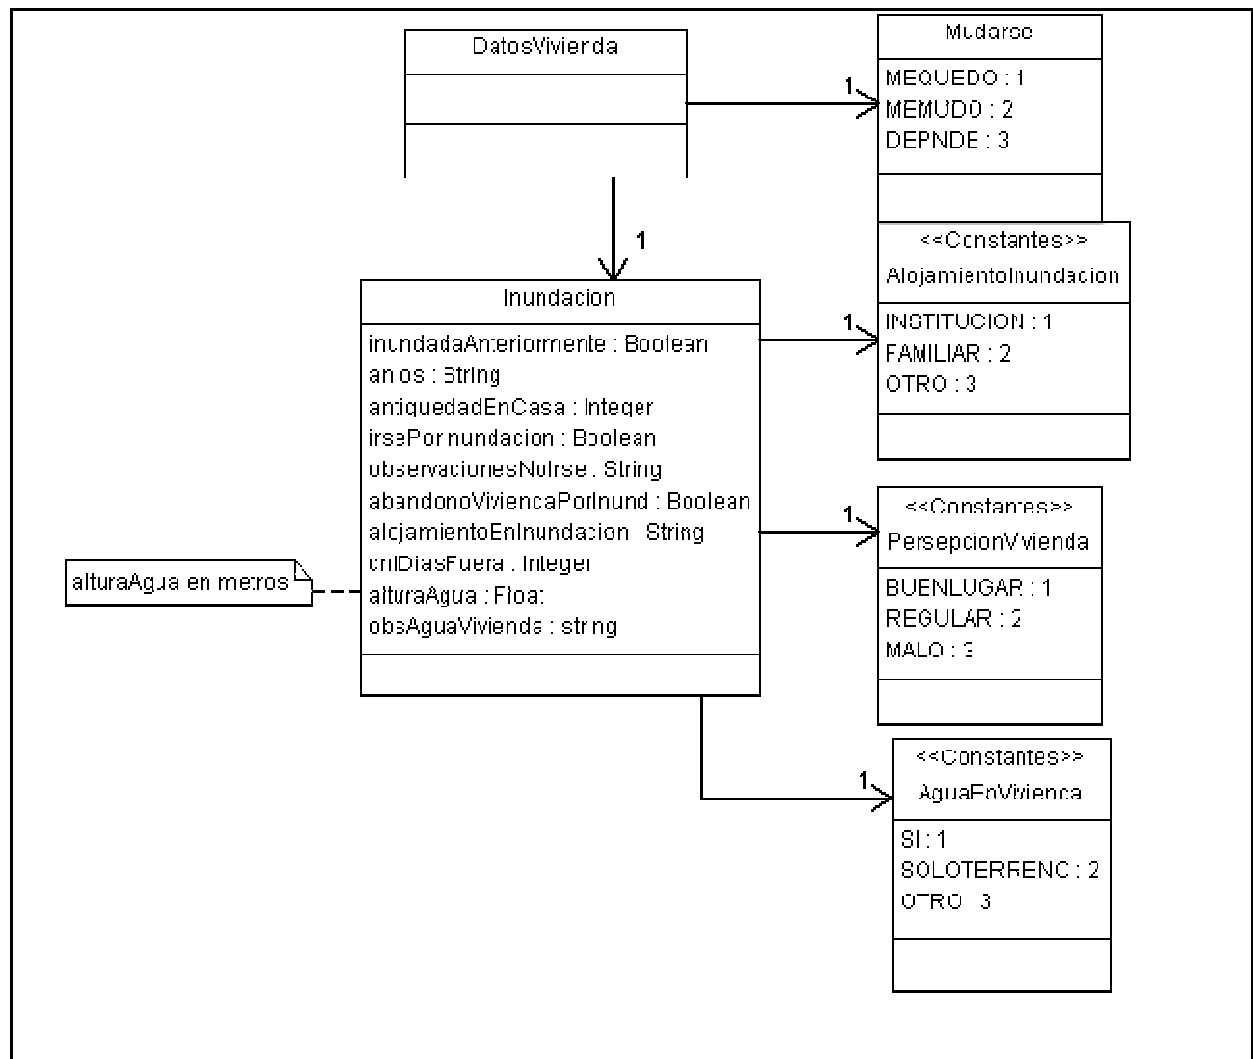 DatosVivienda
Mudarse
MEQUEDO : 1
MEMUDO : 2
DEPNDE : 3
1
1
<<Constantes>>
AlojamientoInundacion
INSTITUCION : 1
FAMILIAR : 2
OTRO : 3
1
Inundacion
inundadaAnteriormente : Boolean
anios : String
antiguedadEnCasa : Integer
irsePorInundacion : Boolean
observacionesNoIrse : String
abandonoViviendaPorInund : Boolean
alojamientoEnInundacion : String
cntDiasFuera : Integer
alturaAgua : Float
obsAguaVivienda : string
alturaAgua en metros
1
<<Constantes>>
PersepcionVivienda
BUENLUGAR : 1
REGULAR : 2
MALO : 3
1
<<Constantes>>
AguaEnVivienda
SI : 1
SOLOTERRENO : 2
OTRO : 3